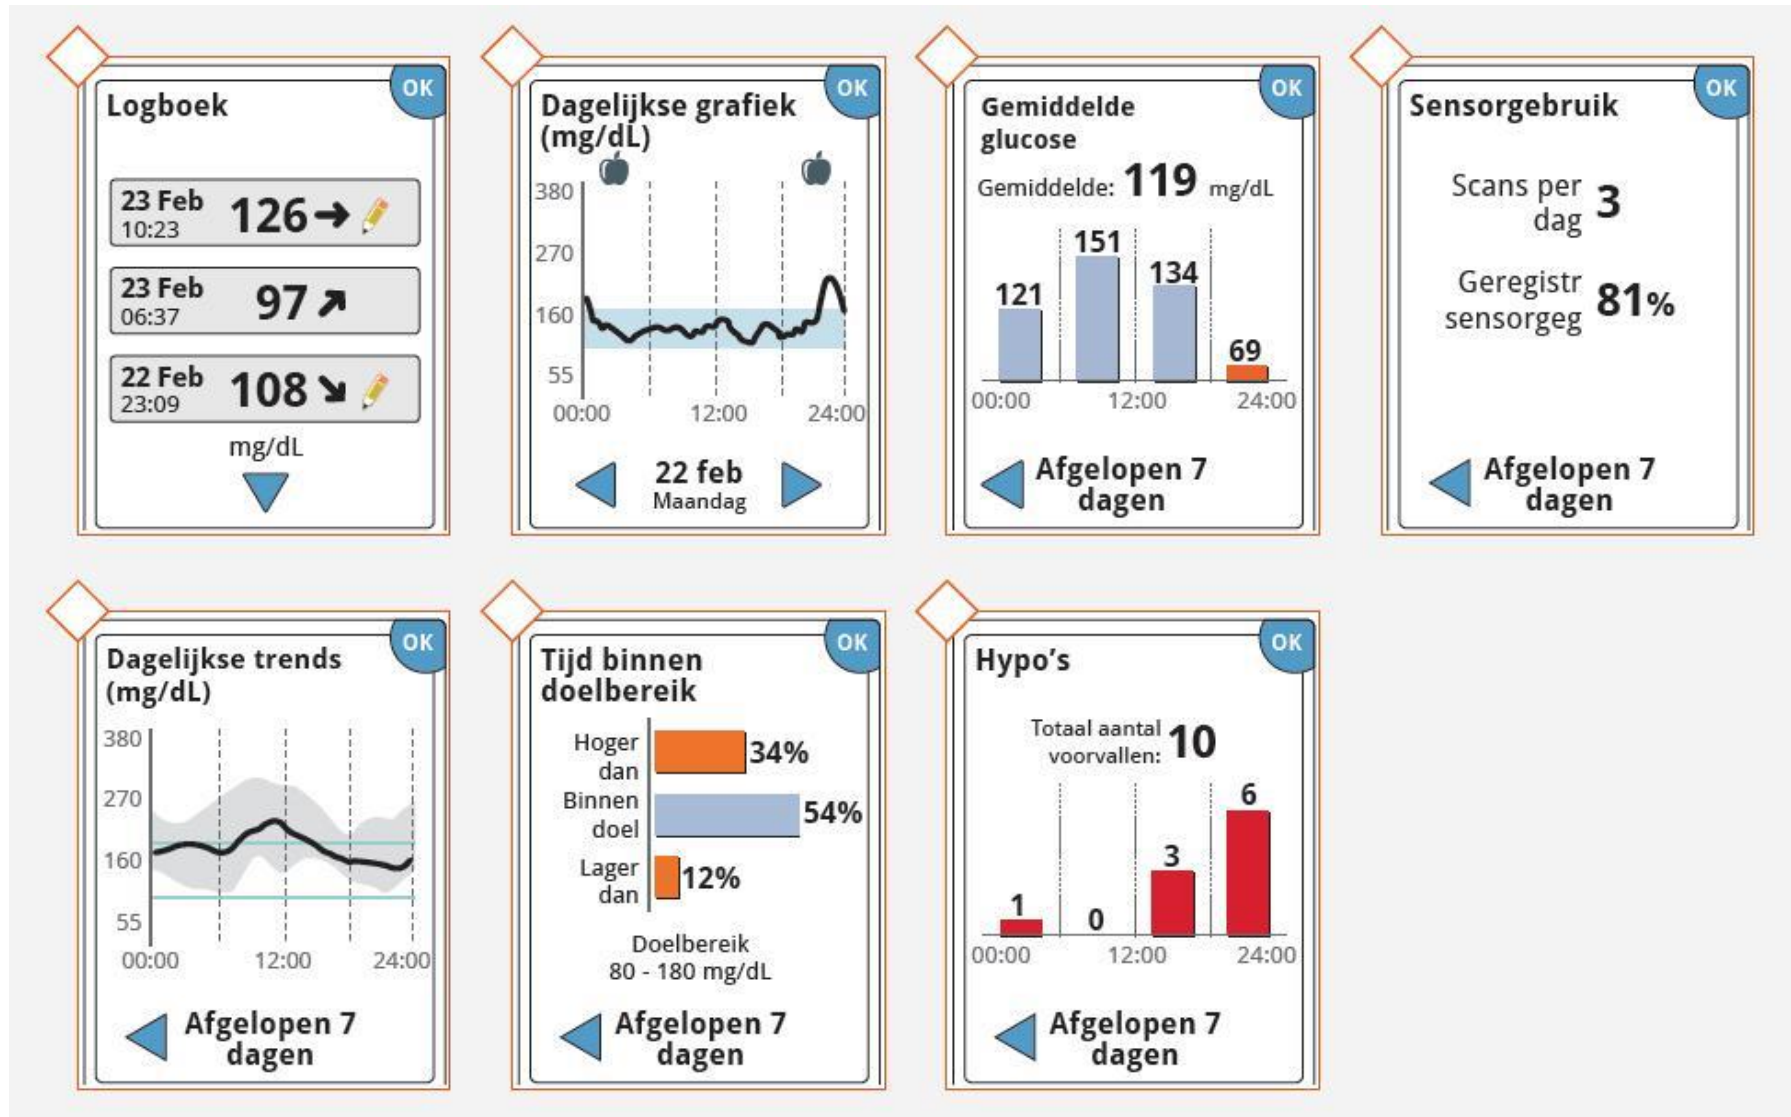 OK
Logboek
23 Feb
10:23
126
23 Feb
06:37
97
22 Feb
23:09
108
mg/dL
OK
Dagelijkse grafiek
(mg/dL)
380
270
160
55
00:00 12:00 24:00
22 feb
Maandag
OK
Gemiddelde
glucose
Gemiddelde: 119 mg/dL
121
151
134
69
00:00 12:00 24:00
Afgelopen 7
dagen
OK
Sensorgebruik
Scans per
dag
3
Geregistr
sensorgeg
81%
Afgelopen 7
dagen
OK
Dagelijkse trends
(mg/dL)
380
270
160
55
00:00 12:00 24:00
Afgelopen 7
dagen
OK
Tijd binnen
doelbereik
Hoger
dan
34%
Binnen
doel
54%
Lager
dan
12%
Doelbereik
80 - 180 mg/dL
Afgelopen 7
dagen
OK
Hypo's
Totaal aantal
voorvallen:
10
1
0
3
6
00:00 12:00 24:00
Afgelopen 7
dagen